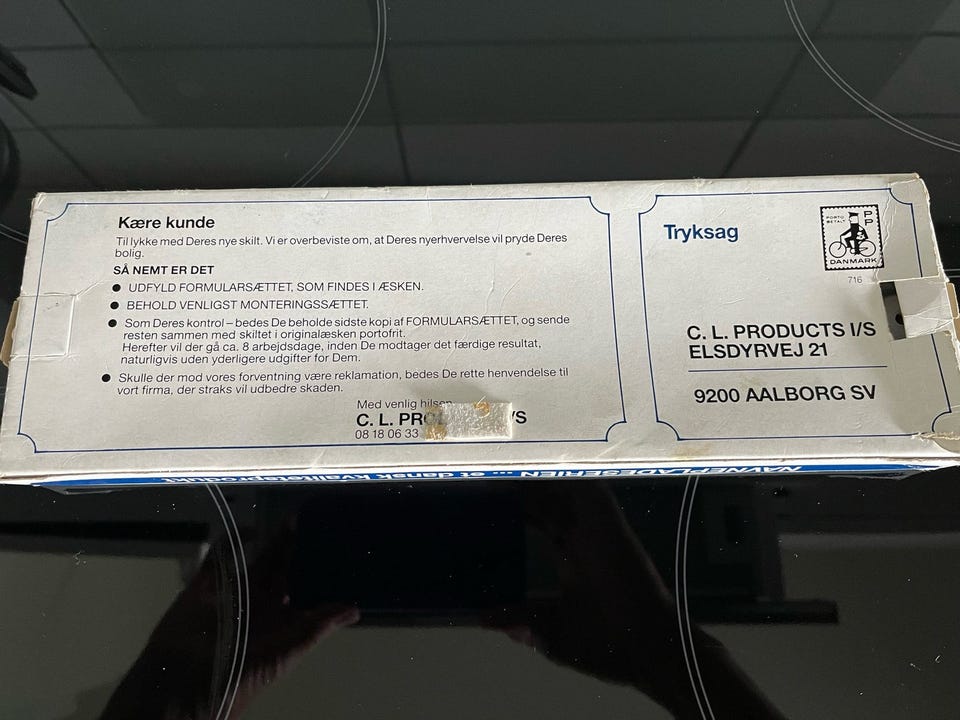 Kære kunde
Til lykke med Deres nye skilt. Vi er overbeviste om, at Deres nyerhvervelse vil pryde Deres
bolig.
SÅ NEMT ER DET
● UDFYLD FORMULARSÆTTET, SOM FINDES I ÆSKEN.
● BEHOLD VENLIGST MONTERINGSSÆTTET.
● Som Deres kontrol – bedes De beholde sidste kopi af FORMULARSÆTTET, og sende
resten sammen med skiltet i originalæsken portofrit.
Herefter vil der gå ca. 8 arbejdsdage, inden De modtager det færdige resultat,
naturligvis uden yderligere udgifter for Dem.
● Skulle der mod vores forventning være reklamation, bedes De rette henvendelse til
vort firma, der straks vil udbedre skaden.
Med venlig hilsen
C. L.
08 18 06 33
Tryksag
PORTO
BETALT
PP
DANMARK
716
C. L. PRODUCTS I/S
ELSDYRVEJ 21
9200 AALBORG SV
NAVNEPLADESERIEN ... et dansk kvalitetsprodukt